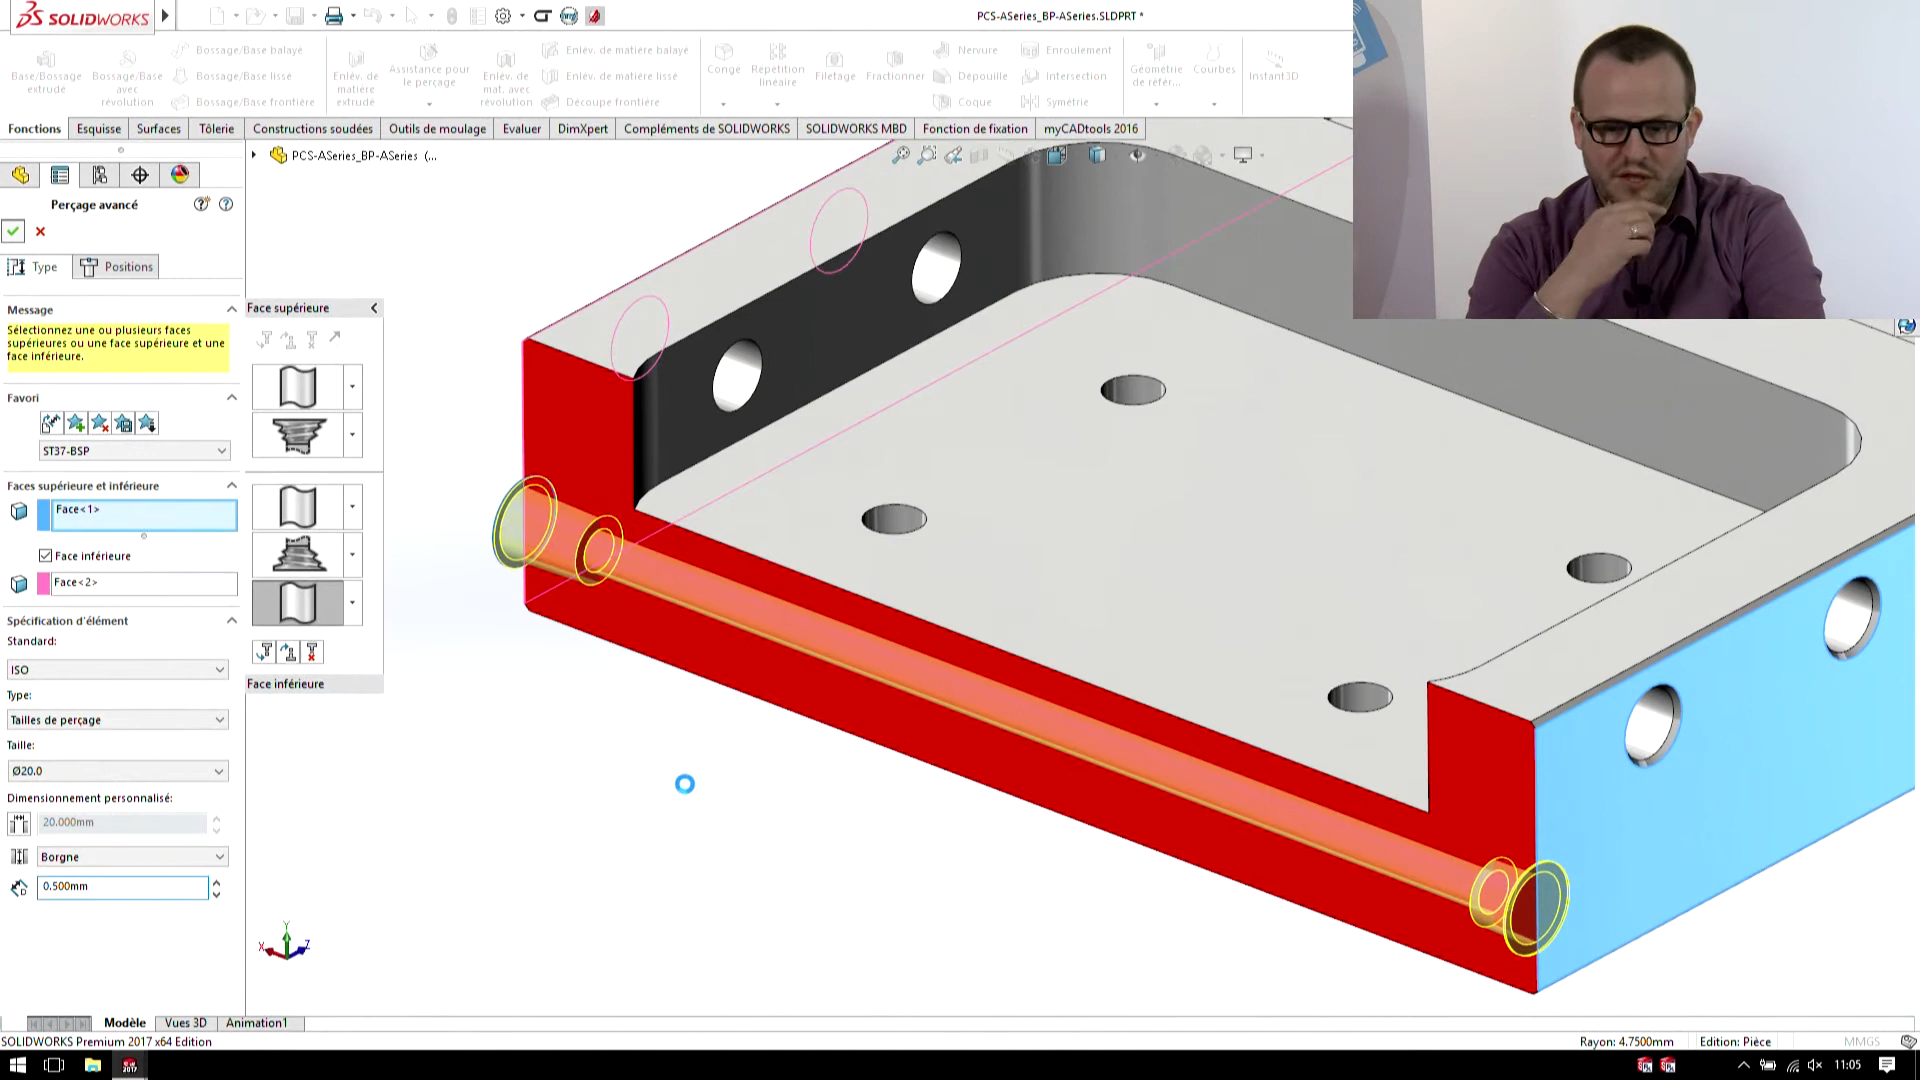 SOLIDWORKS
PCS-ASeries_BP-ASeries.SLDPRT *
Base/Bossage extrudé
Bossage/Base avec révolution
Bossage/Base balayé
Bossage/Base lissé
Bossage/Base frontière
Enlèv. de matière extrudé
Assistance pour le perçage
Enlèv. de mat. avec révolution
Enlèv. de matière balayé
Enlèv. de matière lissé
Découpe frontière
Congé
Répétition linéaire
Filetage
Fractionner
Nervure
Dépouille
Coque
Enroulement
Intersection
Symétrie
Géométrie de référ...
Courbes
Instant3D
Fonctions
Esquisse
Surfaces
Tôlerie
Constructions soudées
Outils de moulage
Evaluer
DimXpert
Compléments de SOLIDWORKS
SOLIDWORKS MBD
Fonction de fixation
myCADtools 2016
PCS-ASeries_BP-ASeries (...
Perçage avancé
Type
Positions
Message
Sélectionnez une ou plusieurs faces
supérieures ou une face supérieure et une
face inférieure.
Favori
ST37-BSP
Faces supérieure et inférieure
Face<1>
Face inférieure
Face<2>
Spécification d'élément
Standard:
ISO
Type:
Tailles de perçage
Taille:
Ø20.0
Dimensionnement personnalisé:
20.000mm
Borgne
0.500mm
Face supérieure
Face inférieure
Y
X
Z
Modèle
Vues 3D
Animation1
SOLIDWORKS Premium 2017 x64 Edition
Rayon: 4.7500mm
Edition: Pièce
MMGS
2017
11:05